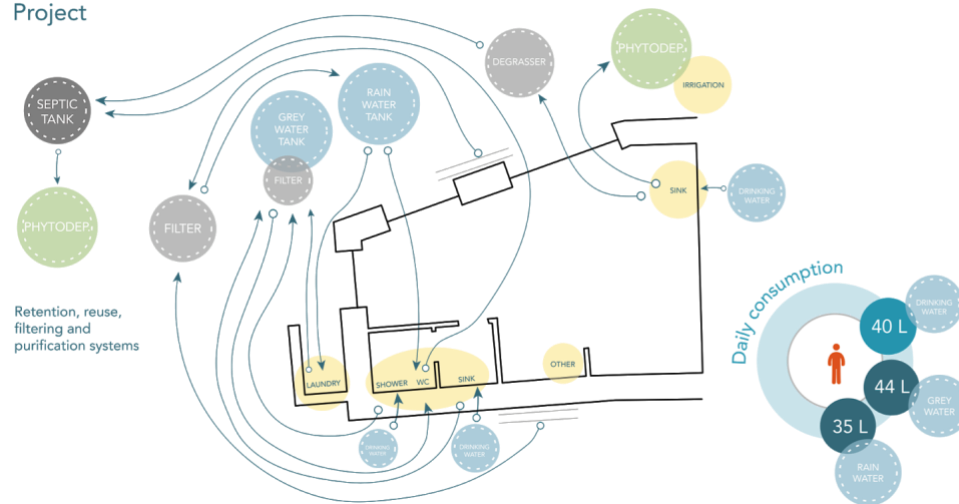 Project
SEPTIC
TANK
PHYTODEP.
FILTER
GREY
WATER
TANK
FILTER
RAIN
WATER
TANK
DEGRASSER
PHYTODEP.
IRRIGATION
SINK
DRINKING
WATER
Retention, reuse,
filtering and
purification systems
LAUNDRY
SHOWER
WC
SINK
OTHER
DRINKING
WATER
DRINKING
WATER
Daily consumption
40 L
DRINKING
WATER
44 L
GREY
WATER
35 L
RAIN
WATER